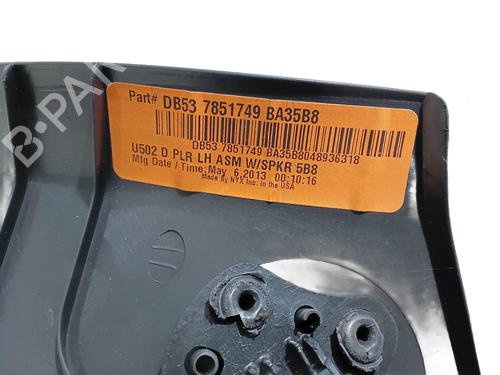 Part# DB53 7851749 BA35B8
DB53 7851749 BA35B8048936318
U502 D PLR LH ASM W/SPKR 5B8
Mfg Date / Time:May 6,2013 00:10:16
Made By NYX Inc. in the USA
B-PARTS